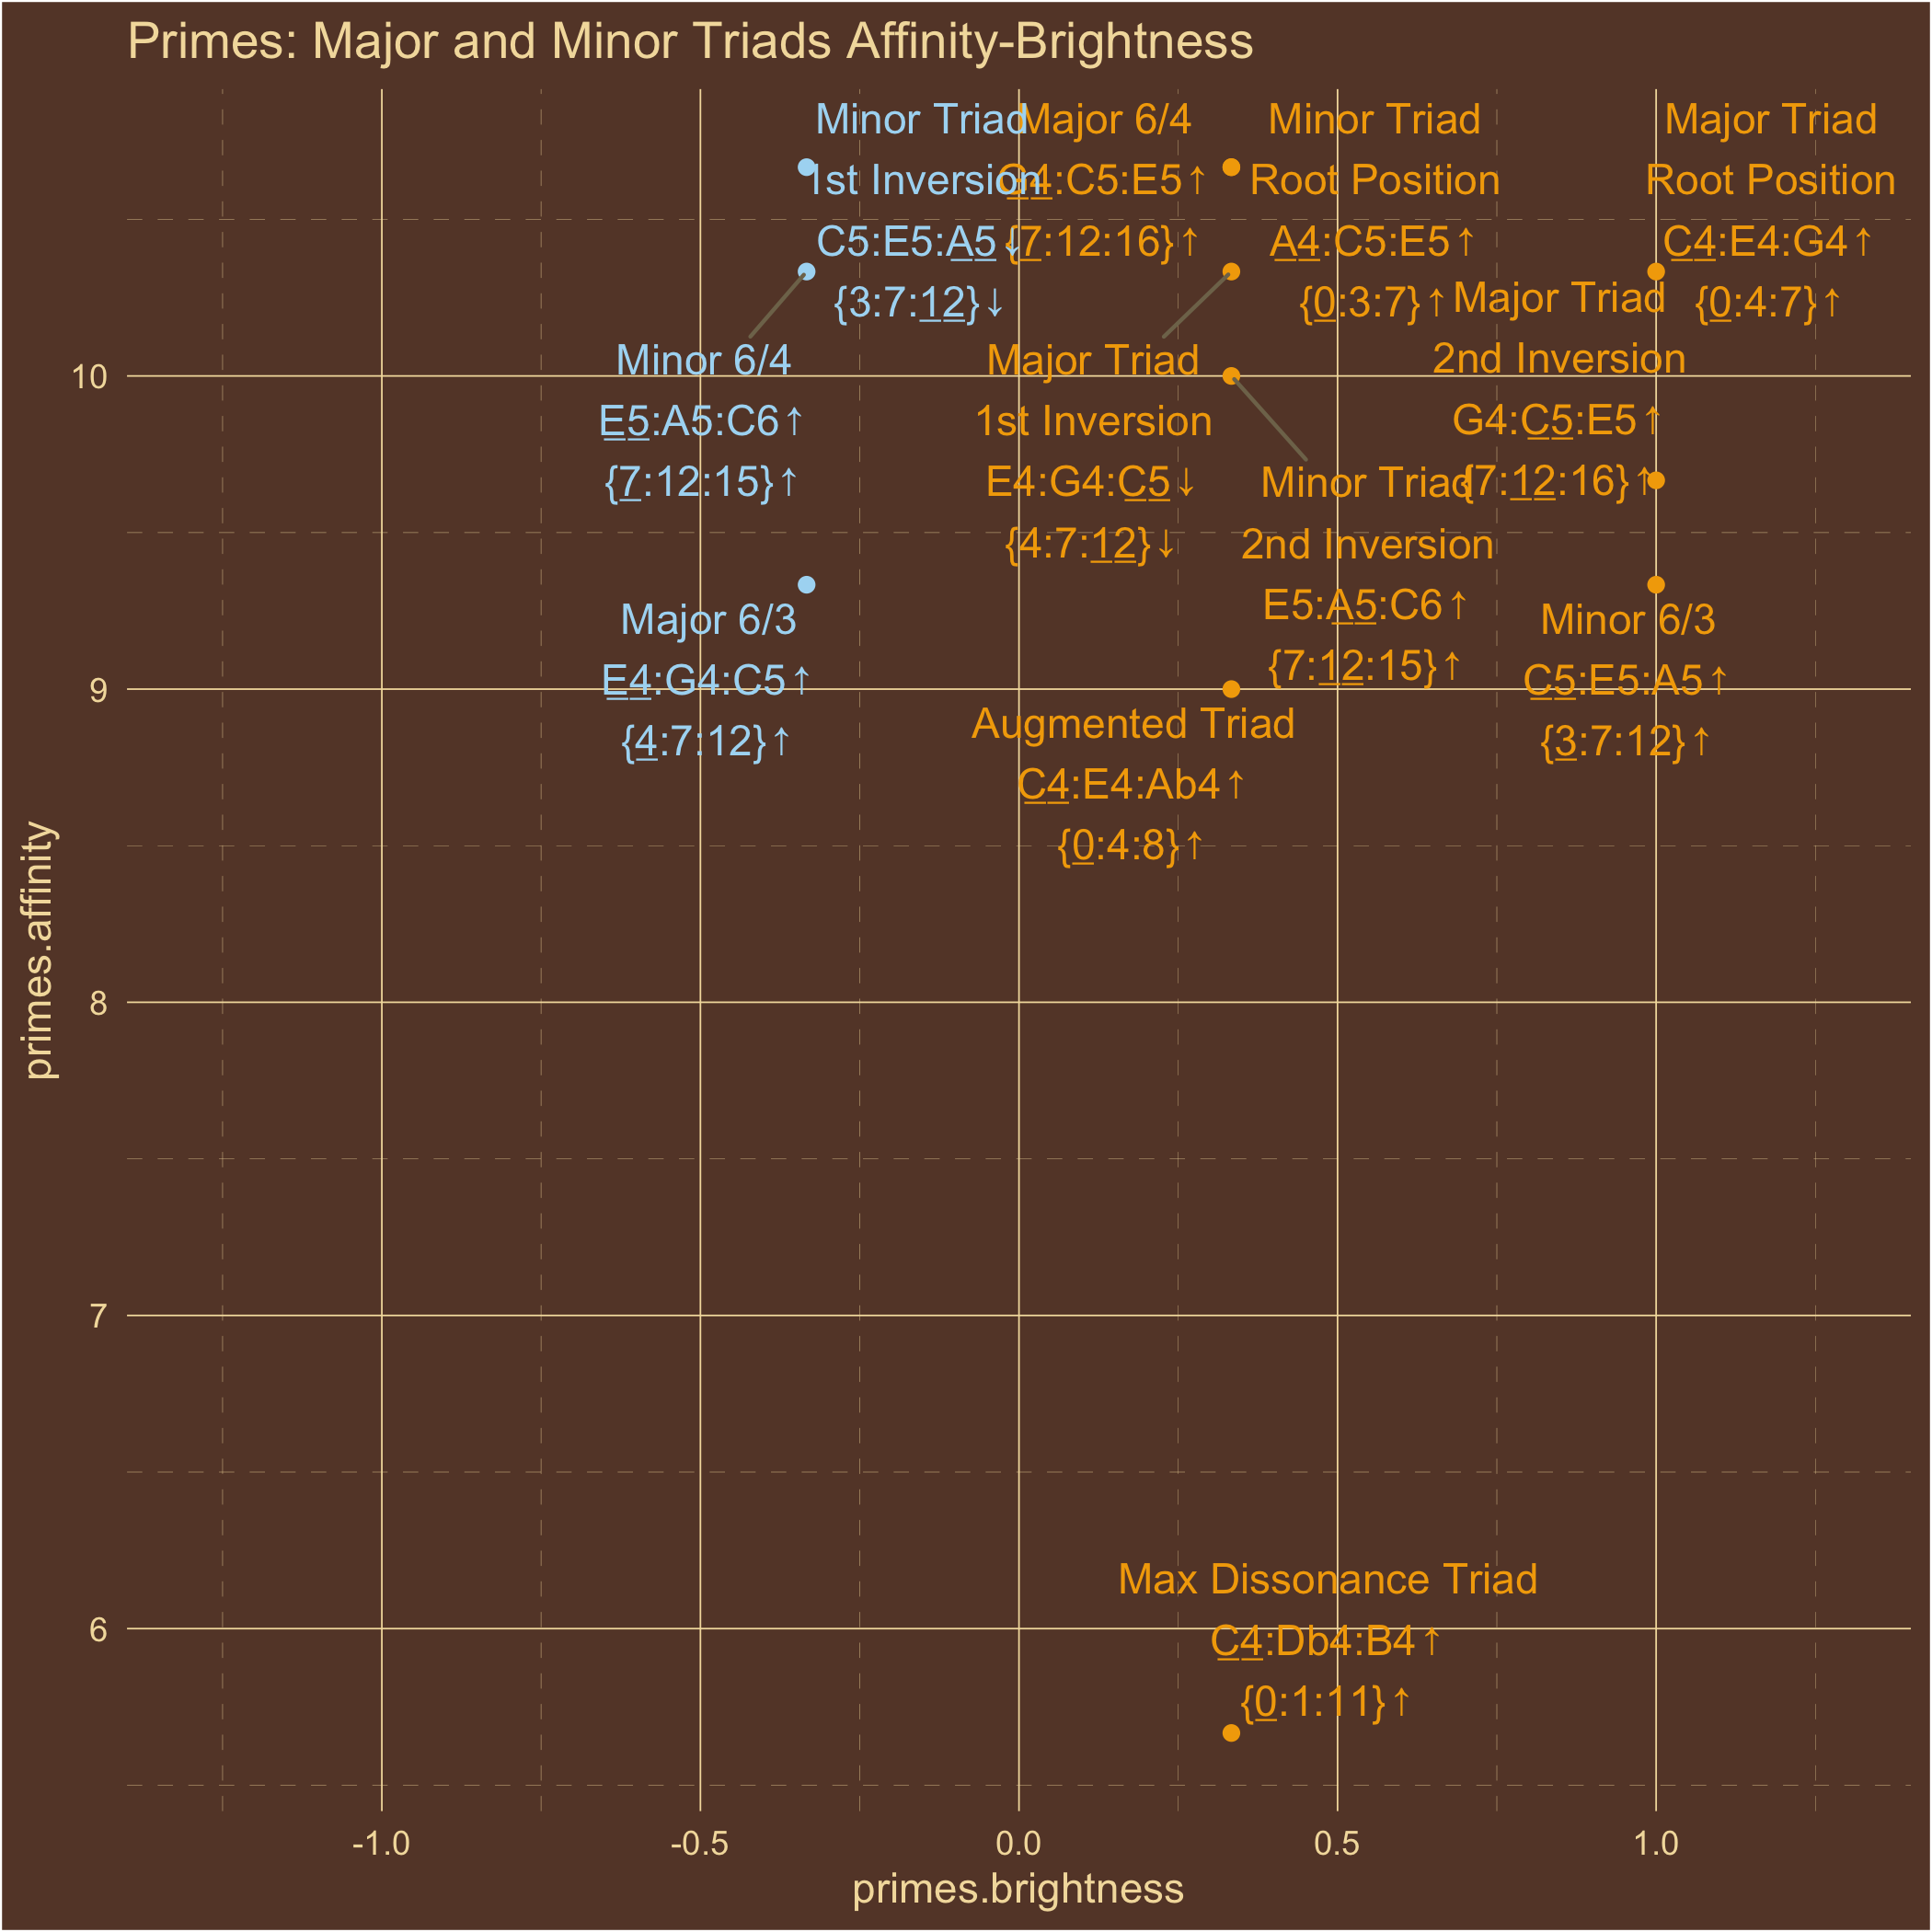 Primes: Major and Minor Triads Affinity-Brightness
Minor Triad
1st Inversion
C5:E5:A5↓
{3:7:12}↓
Major 6/4
G4:C5:E5↑
{7:12:16}↑
Minor Triad
Root Position
A4:C5:E5↑
{0:3:7}↑
Major Triad
Root Position
C4:E4:G4↑
{0:4:7}↑
Minor 6/4
E5:A5:C6↑
{7:12:15}↑
Major Triad
1st Inversion
E4:G4:C5↓
{4:7:12}↓
Major Triad
2nd Inversion
G4:C5:E5↑
{7:12:16}↑
Minor Triad
2nd Inversion
E5:A5:C6↑
{7:12:15}↑
Major 6/3
E4:G4:C5↑
{4:7:12}↑
Minor 6/3
C5:E5:A5↑
{3:7:12}↑
Augmented Triad
C4:E4:Ab4↑
{0:4:8}↑
Max Dissonance Triad
C4:Db4:B4↑
{0:1:11}↑
10
9
8
7
6
primes.affinity
-1.0
-0.5
0.0
0.5
1.0
primes.brightness